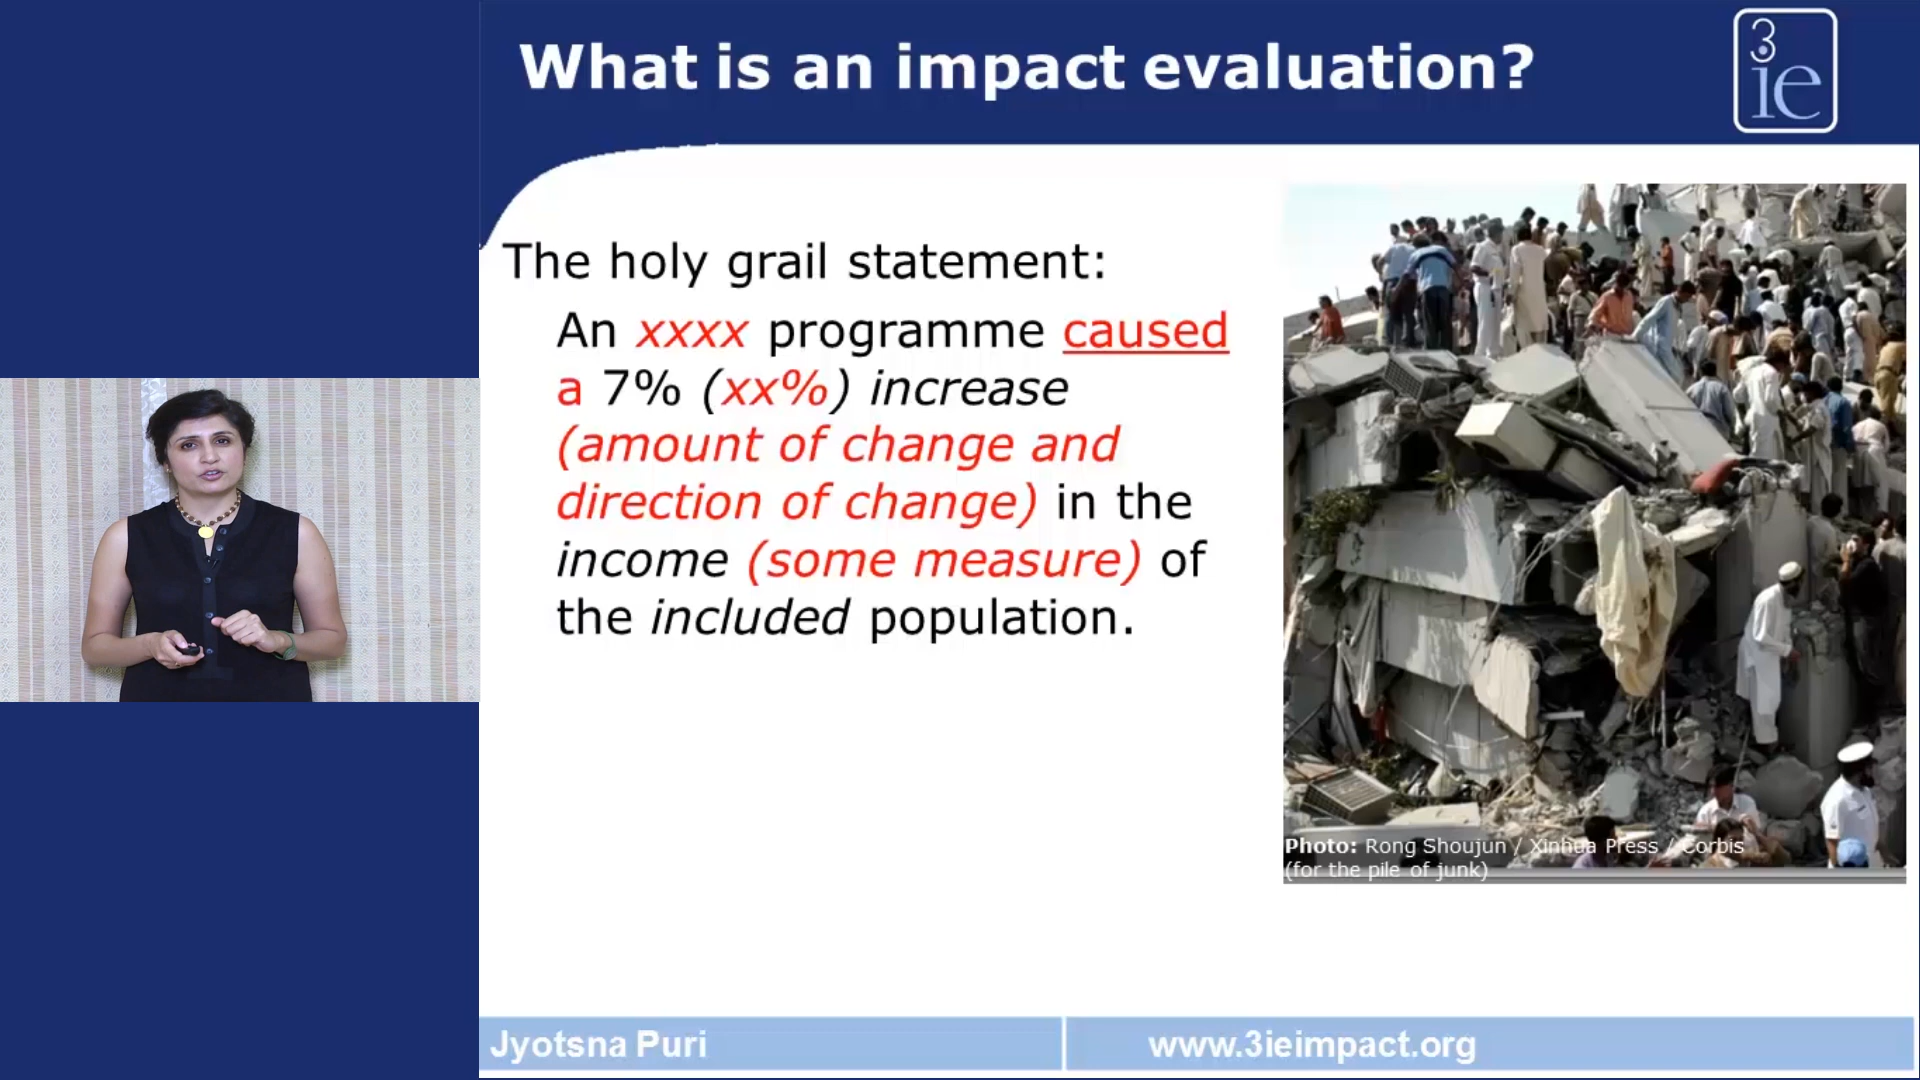 What is an impact evaluation?
3
ie
The holy grail statement:
An xxxx programme caused
a 7% (xx%) increase
(amount of change and
direction of change) in the
income (some measure) of
the included population.
Photo: Rong Shoujun / Xinhua Press / Corbis
(for the pile of junk)
Jyotsna Puri
www.3ieimpact.org